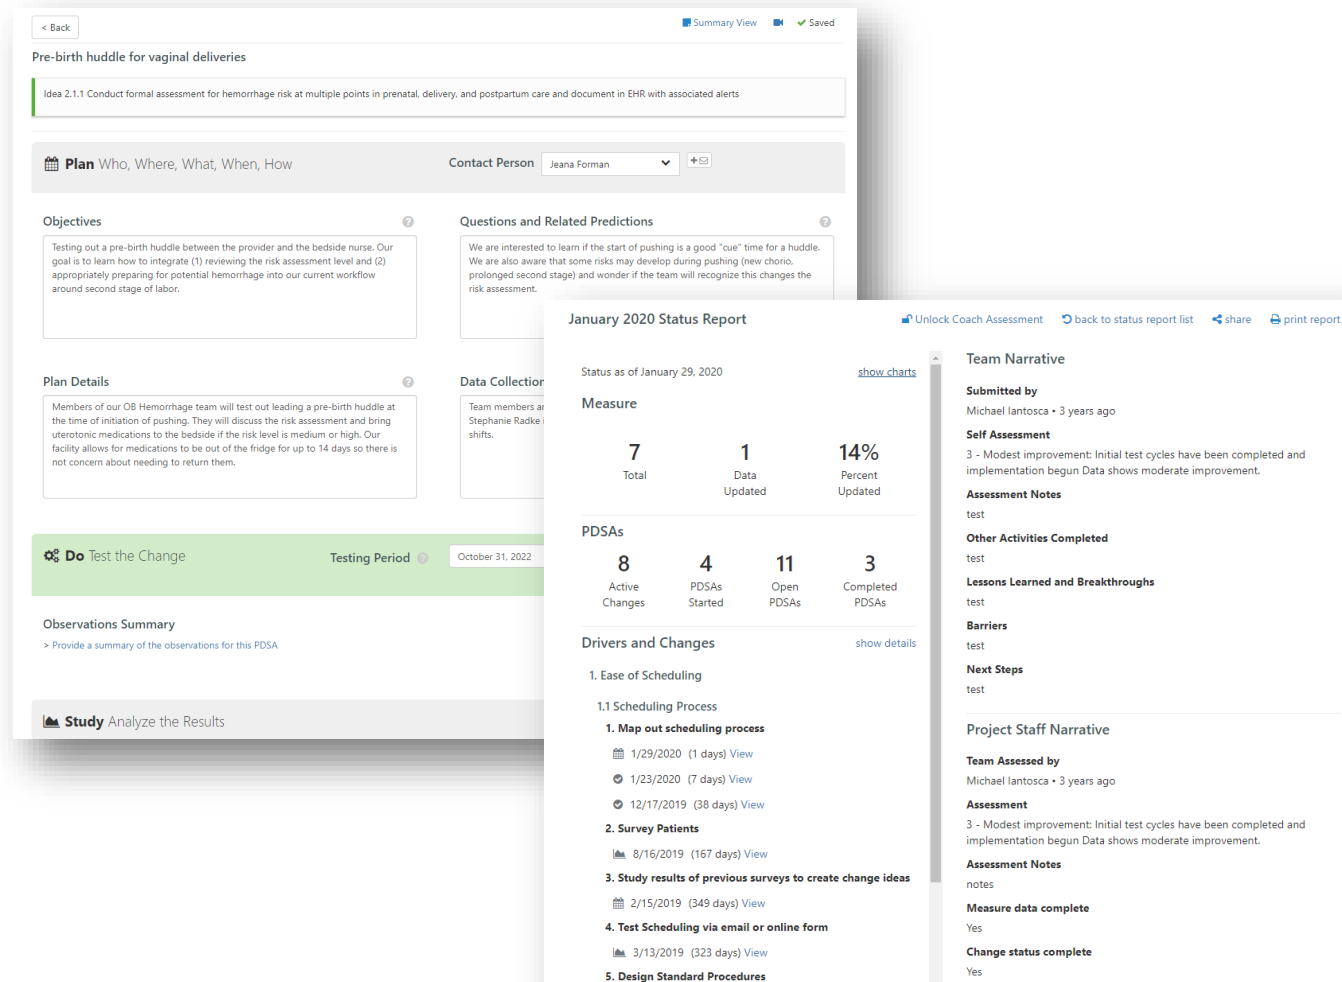 < Back
Summary View
Saved
Pre-birth huddle for vaginal deliveries
Idea 2.1.1 Conduct formal assessment for hemorrhage risk at multiple points in prenatal, delivery, and postpartum care and document in EHR with associated alerts
Plan Who, Where, What, When, How
Contact Person
Jeana Forman
Objectives
Testing out a pre-birth huddle between the provider and the bedside nurse. Our
goal is to learn how to integrate (1) reviewing the risk assessment level and (2)
appropriately preparing for potential hemorrhage into our current workflow
around second stage of labor.
Questions and Related Predictions
We are interested to learn if the start of pushing is a good "cue" time for a huddle.
We are also aware that some risks may develop during pushing (new chorio,
prolonged second stage) and wonder if the team will recognize this changes the
risk assessment.
Plan Details
Members of our OB Hemorrhage team will test out leading a pre-birth huddle at
the time of initiation of pushing. They will discuss the risk assessment and bring
uterotonic medications to the bedside if the risk level is medium or high. Our
facility allows for medications to be out of the fridge for up to 14 days so there is
not concern about needing to return them.
Data Collection
Team members
Stephanie Radke
shifts.
Do Test the Change
Testing Period
October 31, 2022
Observations Summary
> Provide a summary of the observations for this PDSA
Study Analyze the Results
January 2020 Status Report
Unlock Coach Assessment
back to status report list
share
print report
Status as of January 29, 2020
show charts
Measure
7
Total
1
Data
Updated
14%
Percent
Updated
PDSAs
8
Active
Changes
4
PDSAs
Started
11
Open
PDSAs
3
Completed
PDSAs
Drivers and Changes
show details
1. Ease of Scheduling
1.1 Scheduling Process
1. Map out scheduling process
1/29/2020 (1 days) View
1/23/2020 (7 days) View
12/17/2019 (38 days) View
2. Survey Patients
8/16/2019 (167 days) View
3. Study results of previous surveys to create change ideas
2/15/2019 (349 days) View
4. Test Scheduling via email or online form
3/13/2019 (323 days) View
5. Design Standard Procedures
Team Narrative
Submitted by
Michael Iantosca • 3 years ago
Self Assessment
3 - Modest improvement: Initial test cycles have been completed and
implementation begun Data shows moderate improvement.
Assessment Notes
test
Other Activities Completed
test
Lessons Learned and Breakthroughs
test
Barriers
test
Next Steps
test
Project Staff Narrative
Team Assessed by
Michael Iantosca • 3 years ago
Assessment
3 - Modest improvement: Initial test cycles have been completed and
implementation begun Data shows moderate improvement.
Assessment Notes
notes
Measure data complete
Yes
Change status complete
Yes